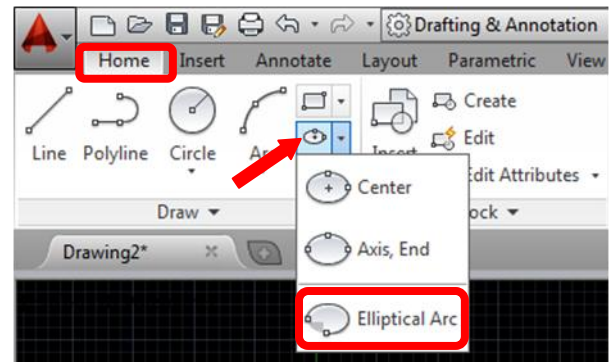 Drafting & Annotation
Home Insert Annotate Layout Parametric View
Create
Edit
Line Polyline Circle
Edit Attributes
Center
Draw
Drawing2*
Axis, End
Elliptical Arc